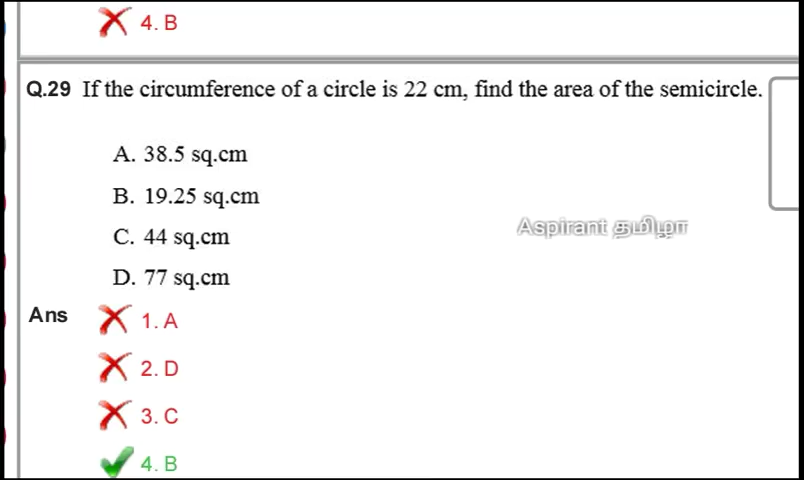 4. B
Q.29 If the circumference of a circle is 22 cm, find the area of the semicircle.
A. 38.5 sq.cm
B. 19.25 sq.cm
Aspirant தமிழா
C. 44 sq.cm
D. 77 sq.cm
Ans
1. A
2. D
3. C
4. B